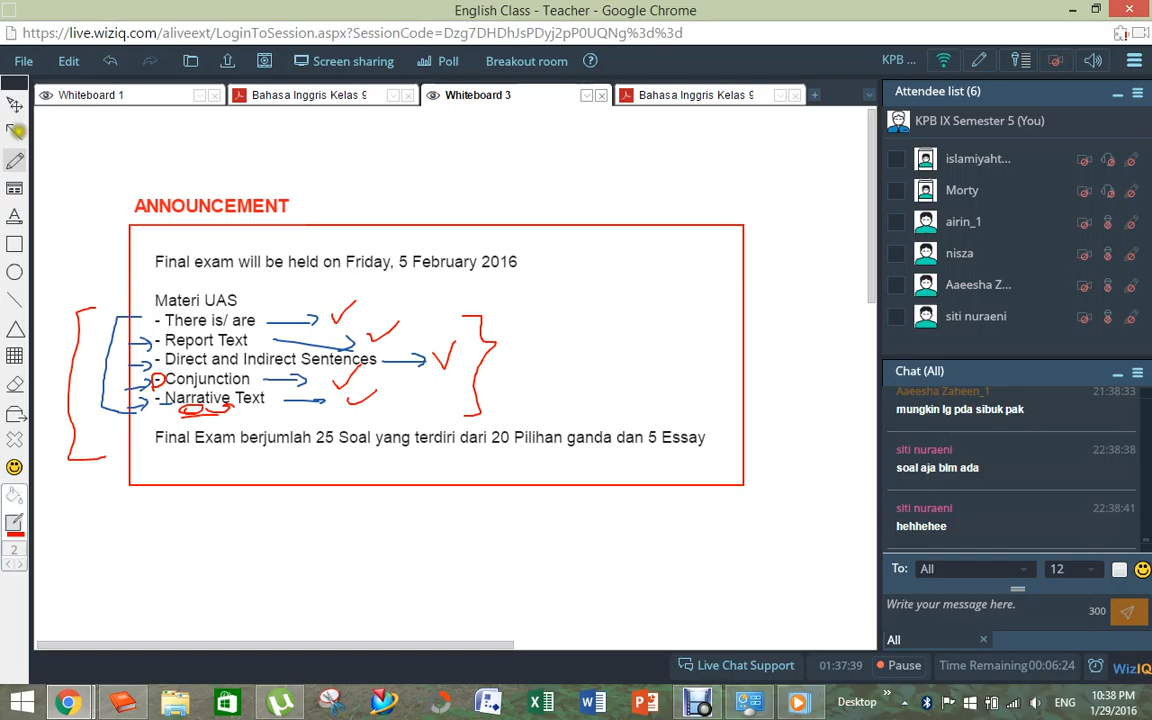 English Class - Teacher - Google Chrome
https://live.wiziq.com/aliveext/LoginToSession.aspx?SessionCode=Dzg7DHDhJsPDyj2pP0UQNg%3d%3d
File Edit Screen sharing Poll Breakout room ? KPB ...
Whiteboard 1 Bahasa Inggris Kelas 9 Whiteboard 3 Bahasa Inggris Kelas 9
ANNOUNCEMENT
Final exam will be held on Friday, 5 February 2016
Materi UAS
- There is/ are
- Report Text
- Direct and Indirect Sentences
- Conjunction
- Narrative Text
Final Exam berjumlah 25 Soal yang terdiri dari 20 Pilihan ganda dan 5 Essay
2
Attendee list (6)
KPB IX Semester 5 (You)
islamiyaht...
Morty
airin_1
nisza
Aaeesha Z...
siti nuraeni
Chat (All)
Aaeesha Zaheen_1 21:38:33
mungkin lg pda sibuk pak
siti nuraeni 22:38:38
soal aja blm ada
siti nuraeni 22:38:41
hehhehee
To: All 12
Write your message here. 300
All
Live Chat Support 01:37:39 Pause Time Remaining 00:06:24 WizIQ
Desktop ENG
10:38 PM
1/29/2016